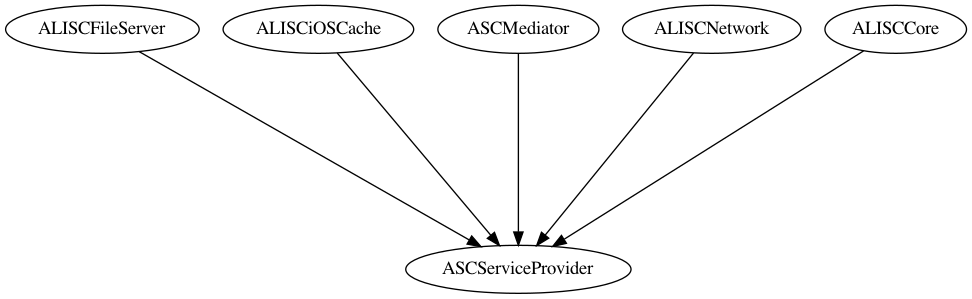 ALISCFileServer
ALISCiOSCache
ASCMediator
ALISCNetwork
ALISCCore
ASCServiceProvider